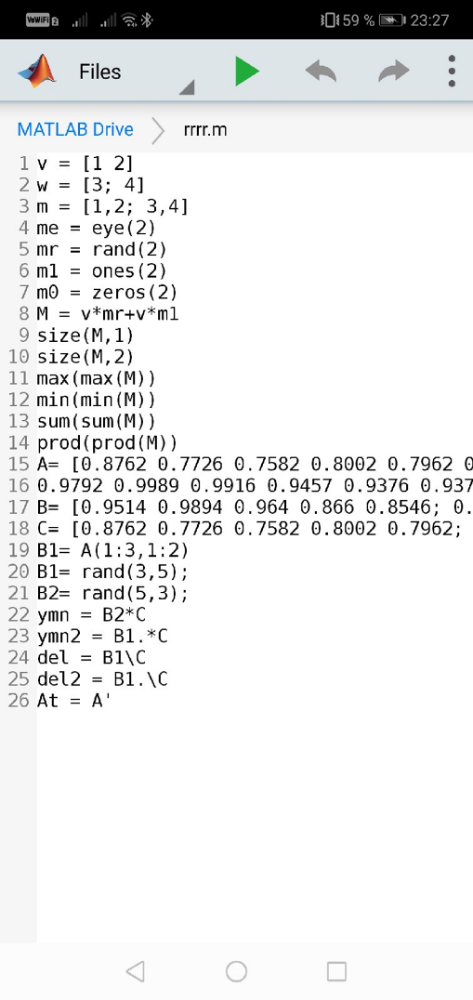 VoWiFi 2 59 % 23:27
Files
MATLAB Drive rrrr.m
1 v = [1 2]
2 w = [3; 4]
3 m = [1,2; 3,4]
4 me = eye(2)
5 mr = rand(2)
6 m1 = ones(2)
7 m0 = zeros(2)
8 M = v*mr+v*m1
9 size(M,1)
10 size(M,2)
11 max(max(M))
12 min(min(M))
13 sum(sum(M))
14 prod(prod(M))
15 A= [0.8762 0.7726 0.7582 0.8002 0.7962 0
16 0.9792 0.9989 0.9916 0.9457 0.9376 0.937
17 B= [0.9514 0.9894 0.964 0.866 0.8546; 0.
18 C= [0.8762 0.7726 0.7582 0.8002 0.7962;
19 B1= A(1:3,1:2)
20 B1= rand(3,5);
21 B2= rand(5,3);
22 ymn = B2*C
23 ymn2 = B1.*C
24 del = B1\C
25 del2 = B1.\C
26 At = A'